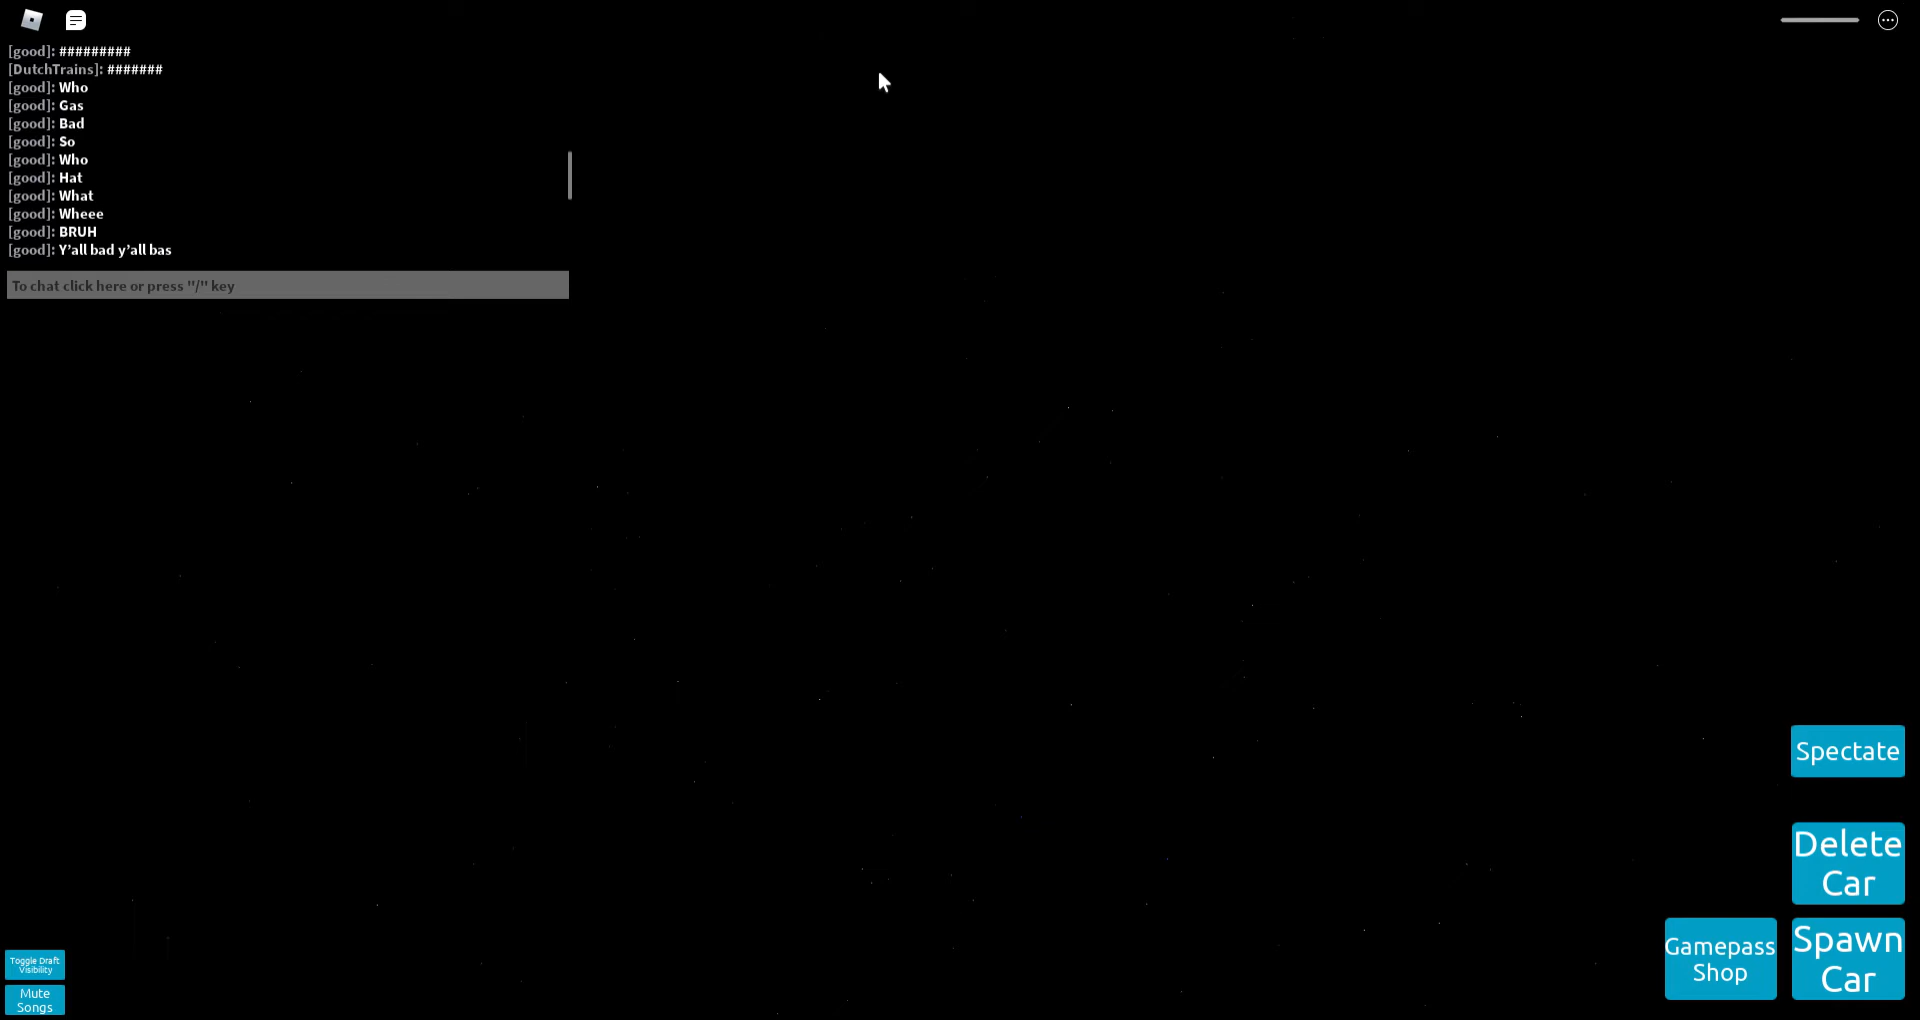 [good]: #########
[DutchTrains]: #######
[good]: Who
[good]: Gas
[good]: Bad
[good]: So
[good]: Who
[good]: Hat
[good]: What
[good]: Wheee
[good]: BRUH
[good]: Y’all bad y’all bas
To chat click here or press "/" key
Spectate
Delete
Car
Gamepass
Shop
Spawn
Car
Toggle Draft
Visibility
Mute
Songs